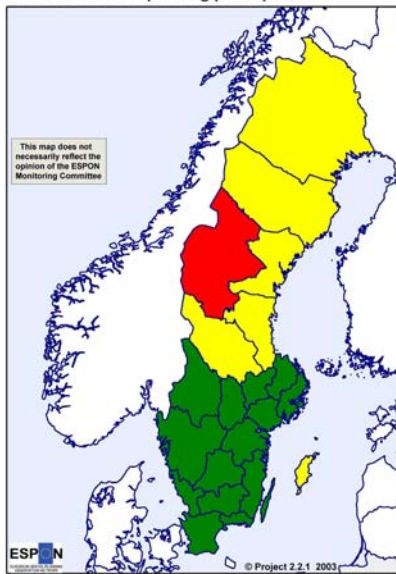 This map does not
necessarily reflect the
opinion of the ESPON
Monitoring Committee
ESPON
© Project 2.2.1 2003